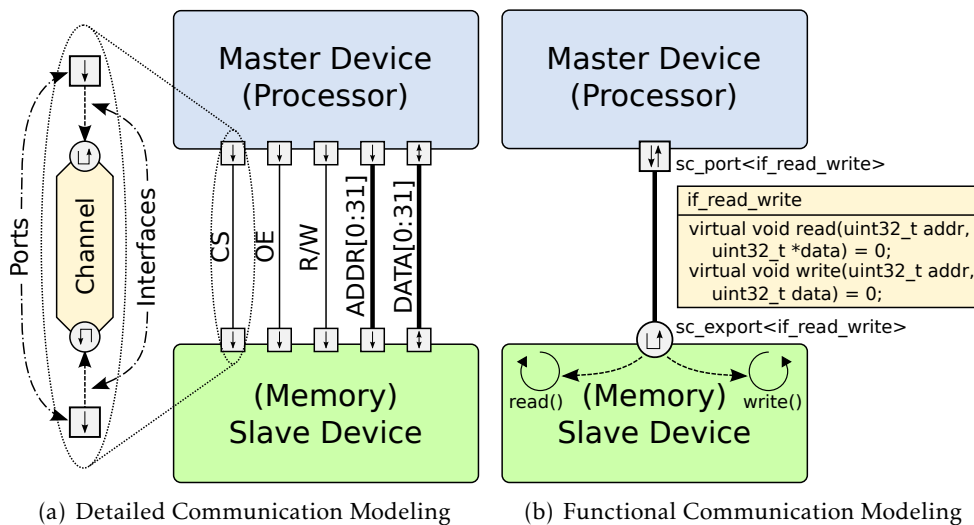 Master Device
(Processor)
Ports
Channel
Interfaces
CS
OE
R/W
ADDR[0:31]
DATA[0:31]
(Memory)
Slave Device
(a) Detailed Communication Modeling
Master Device
(Processor)
sc_port<if_read_write>
if_read_write
virtual void read(uint32_t addr,
uint32_t *data) = 0;
virtual void write(uint32_t addr,
uint32_t data) = 0;
sc_export<if_read_write>
read()
write()
(Memory)
Slave Device
(b) Functional Communication Modeling